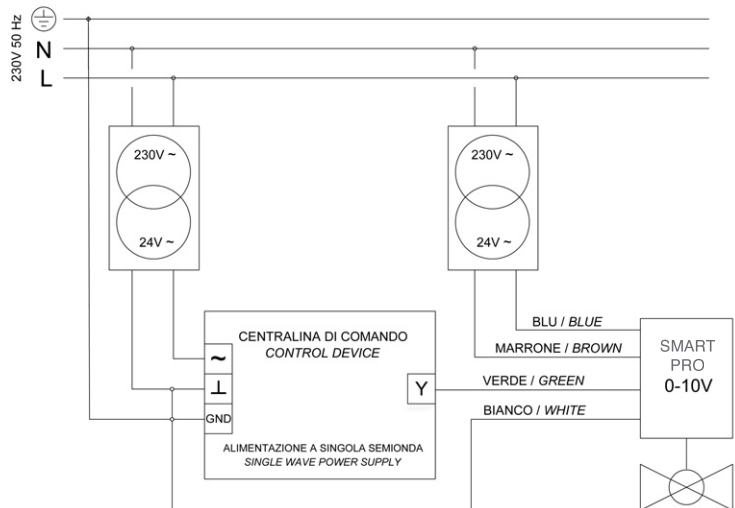 230V 50 Hz
N
L
230V ~
24V ~
230V ~
24V ~
CENTRALINA DI COMANDO
CONTROL DEVICE
~
⊥
GND
Y
ALIMENTAZIONE A SINGOLA SEMIONDA
SINGLE WAVE POWER SUPPLY
BLU / BLUE
MARRONE / BROWN
VERDE / GREEN
BIANCO / WHITE
SMART
PRO
0-10V